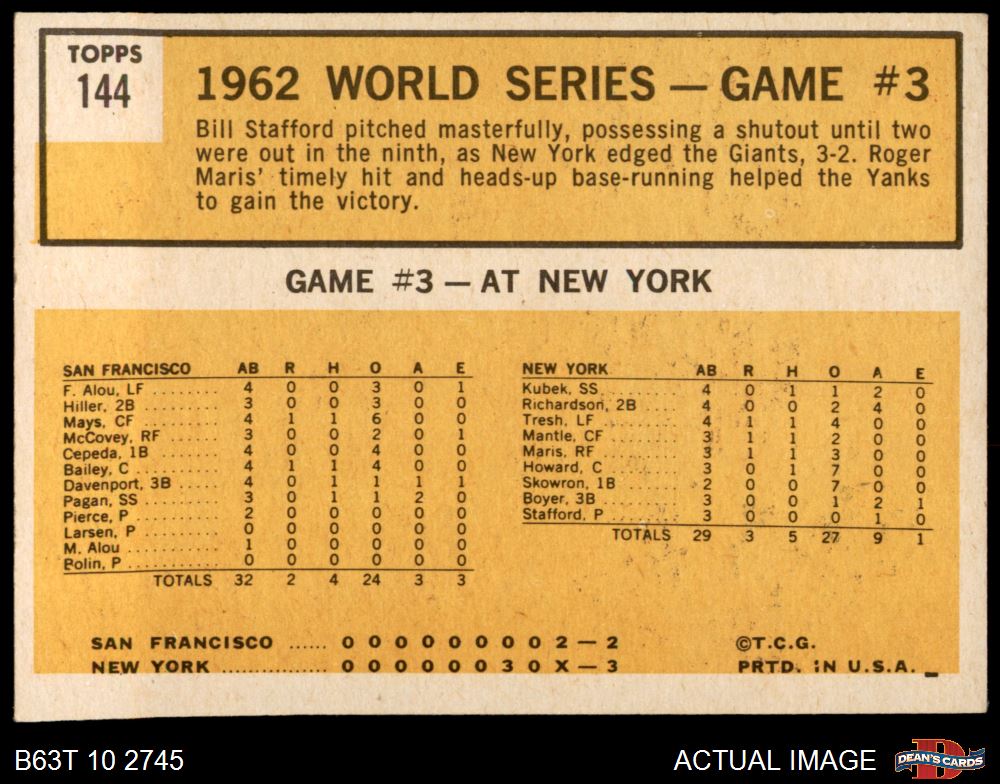 TOPPS
144
1962 WORLD SERIES — GAME #3
Bill Stafford pitched masterfully, possessing a shutout until two
were out in the ninth, as New York edged the Giants, 3-2. Roger
Maris' timely hit and heads-up base-running helped the Yanks
to gain the victory.
GAME #3 — AT NEW YORK
SAN FRANCISCO AB R H O A E
F. Alou, LF ........ 4 0 0 3 0 1
Hiller, 2B ......... 3 0 0 3 0 0
Mays, CF .......... 4 1 1 6 0 0
McCovey, RF ...... 3 0 0 2 0 1
Cepeda, 1B ........ 4 0 0 4 0 0
Bailey, C .......... 4 1 1 4 0 0
Davenport, 3B ..... 4 0 1 1 1 1
Pagan, SS ......... 3 0 1 1 2 0
Pierce, P .......... 2 0 0 0 0 0
Larsen, P .......... 0 0 0 0 0 0
M. Alou ........... 1 0 0 0 0 0
Bolin, P ........... 0 0 0 0 0 0
TOTALS 32 2 4 24 3 3
NEW YORK AB R H O A E
Kubek, SS ......... 4 0 1 1 2 0
Richardson, 2B .... 4 0 0 2 4 0
Tresh, LF ......... 4 1 1 4 0 0
Mantle, CF ........ 3 1 1 2 0 0
Maris, RF ......... 3 1 1 3 0 0
Howard, C ........ 3 0 1 7 0 0
Skowron, 1B ...... 2 0 0 7 0 0
Boyer, 3B ......... 3 0 0 1 2 1
Stafford, P ........ 3 0 0 0 1 0
TOTALS 29 3 5 27 9 1
SAN FRANCISCO ...... 0 0 0 0 0 0 0 0 2 — 2
NEW YORK ................ 0 0 0 0 0 0 3 0 X — 3
©T.C.G.
PRTD. IN U.S.A.
B63T 10 2745
ACTUAL IMAGE
D
DEAN'S CARDS